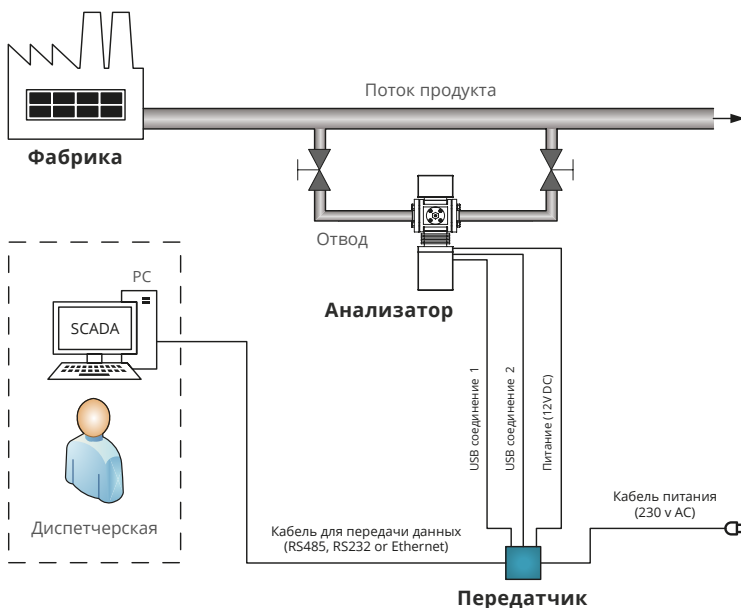 Поток продукта
Фабрика
Отвод
PC
SCADA
Анализатор
USB соединение 1
USB соединение 2
Питание (12V DC)
Диспетчерская
Кабель для передачи данных
(RS485, RS232 or Ethernet)
Кабель питания
(230 v AC)
Передатчик